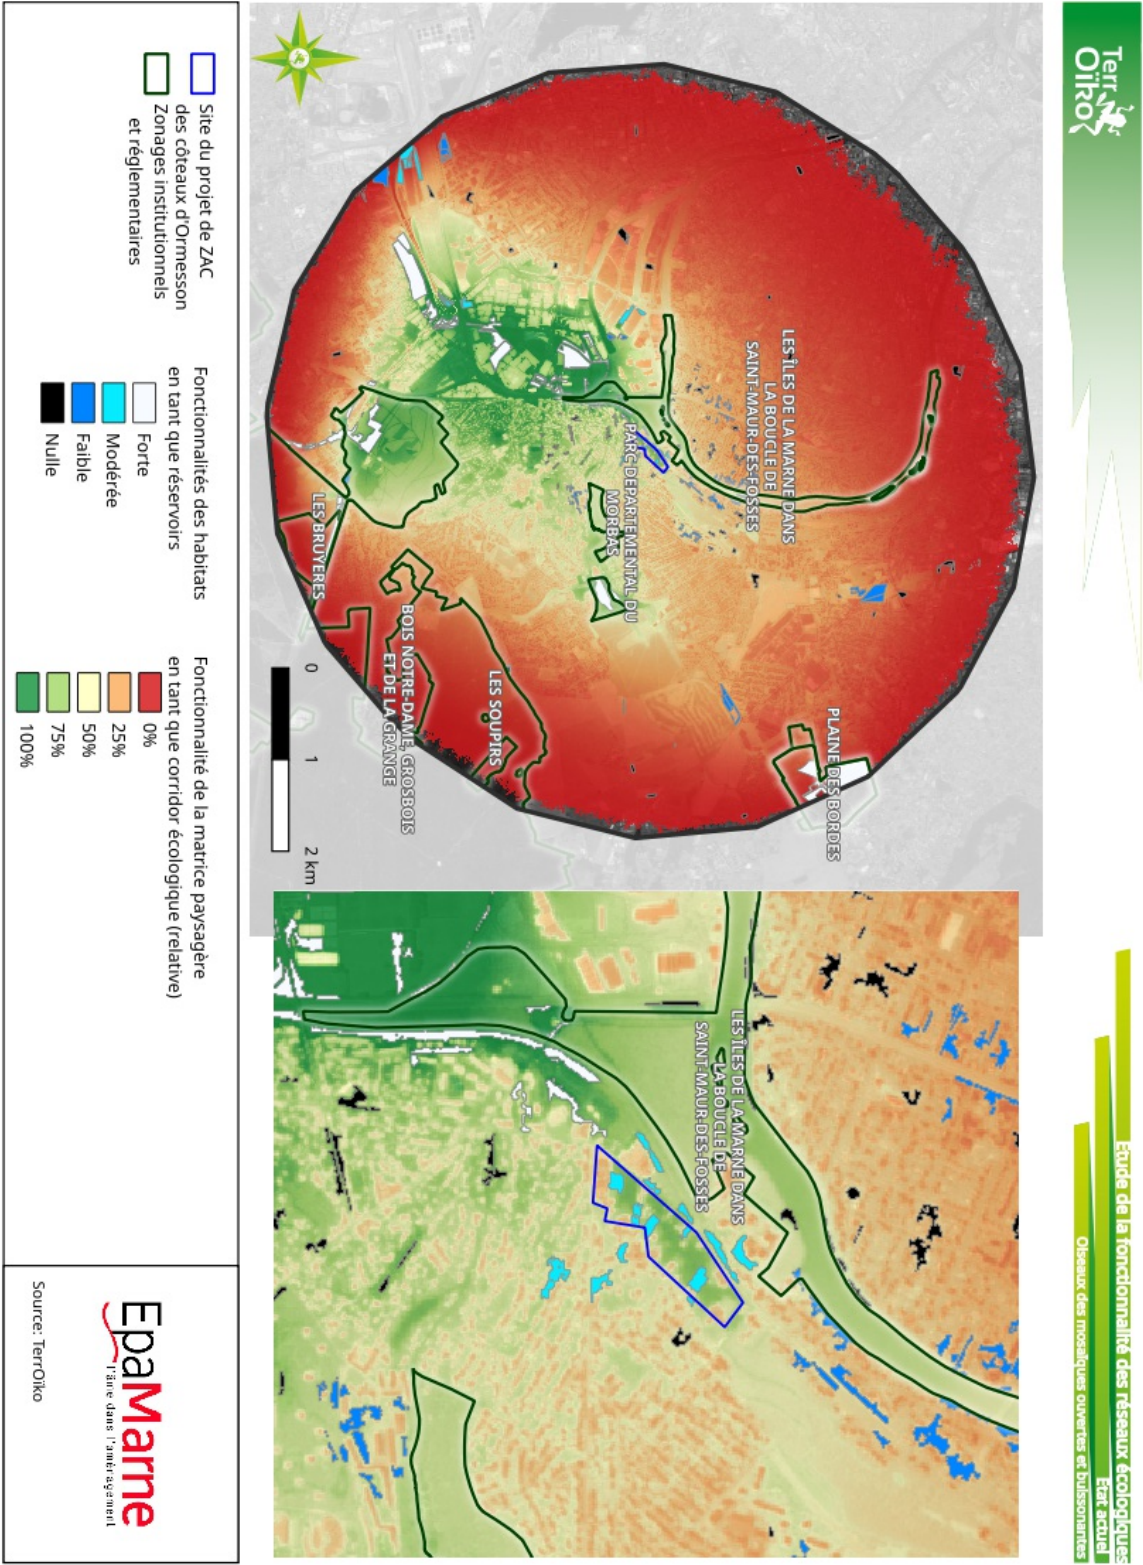 Terr
Oïko
Etude de la fonctionnalité des réseaux écologiques
Etat actuel
Oiseaux des mosaïques ouvertes et buissonantes
LES ÎLES DE LA MARNE DANS
LA BOUCLE DE
SAINT-MAUR-DES-FOSSES
PARC DEPARTEMENTAL DU
MORBAS
PLAINE DES BORDES
LES SOUPIRS
BOIS NOTRE-DAME, GROSBOIS
ET DE LA GRANGE
LES BRUYERES
0 1 2 km
LES ÎLES DE LA MARNE DANS
LA BOUCLE DE
SAINT-MAUR-DES-FOSSES
Site du projet de ZAC
des côteaux d'Ormesson
Zonages institutionnels
et réglementaires
Fonctionnalités des habitats
en tant que réservoirs
Forte
Modérée
Faible
Nulle
Fonctionnalité de la matrice paysagère
en tant que corridor écologique (relative)
0%
25%
50%
75%
100%
EpaMarne
l'âme dans l'aménagement
Source: TerrOïko